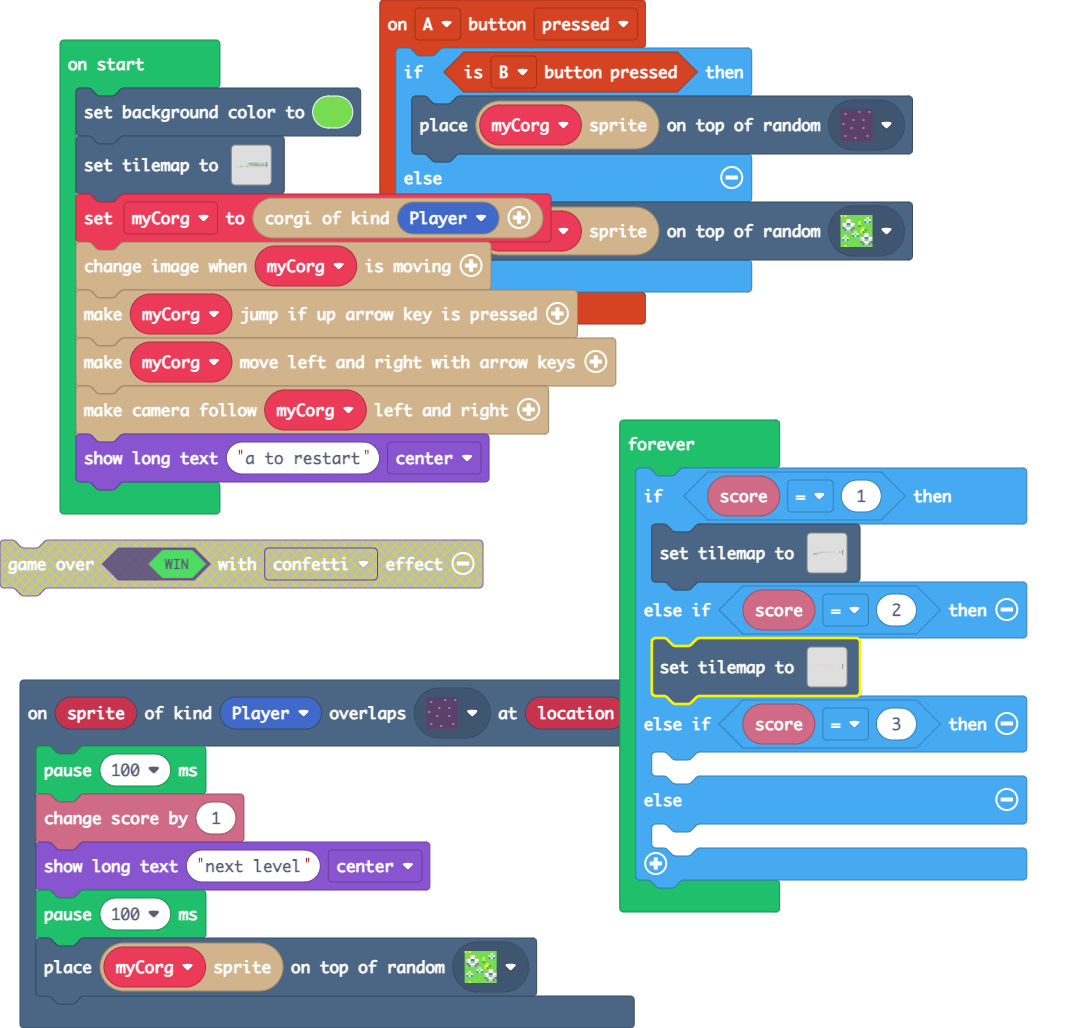 on A button pressed
if is B button pressed then
place myCorg sprite on top of random
else
sprite on top of random
on start
set background color to
set tilemap to
set myCorg to corgi of kind Player
change image when myCorg is moving
make myCorg jump if up arrow key is pressed
make myCorg move left and right with arrow keys
make camera follow myCorg left and right
show long text "a to restart" center
game over WIN with confetti effect
forever
if score = 1 then
set tilemap to
else if score = 2 then
set tilemap to
else if score = 3 then
else
on sprite of kind Player overlaps at location
pause 100 ms
change score by 1
show long text "next level" center
pause 100 ms
place myCorg sprite on top of random